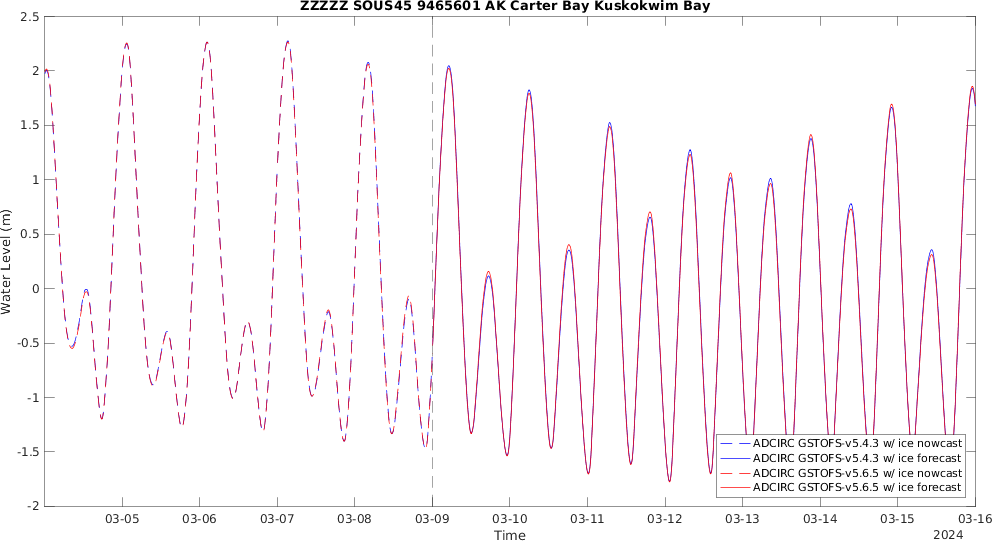 ZZZZZ SOUS45 9465601 AK Carter Bay Kuskokwim Bay
2.5
2
1.5
1
0.5
0
-0.5
-1
-1.5
-2
Water Level (m)
ADCIRC GSTOFS-v5.4.3 w/ ice nowcast
ADCIRC GSTOFS-v5.4.3 w/ ice forecast
ADCIRC GSTOFS-v5.6.5 w/ ice nowcast
ADCIRC GSTOFS-v5.6.5 w/ ice forecast
03-05 03-06 03-07 03-08 03-09 03-10 03-11 03-12 03-13 03-14 03-15 03-16
Time
2024